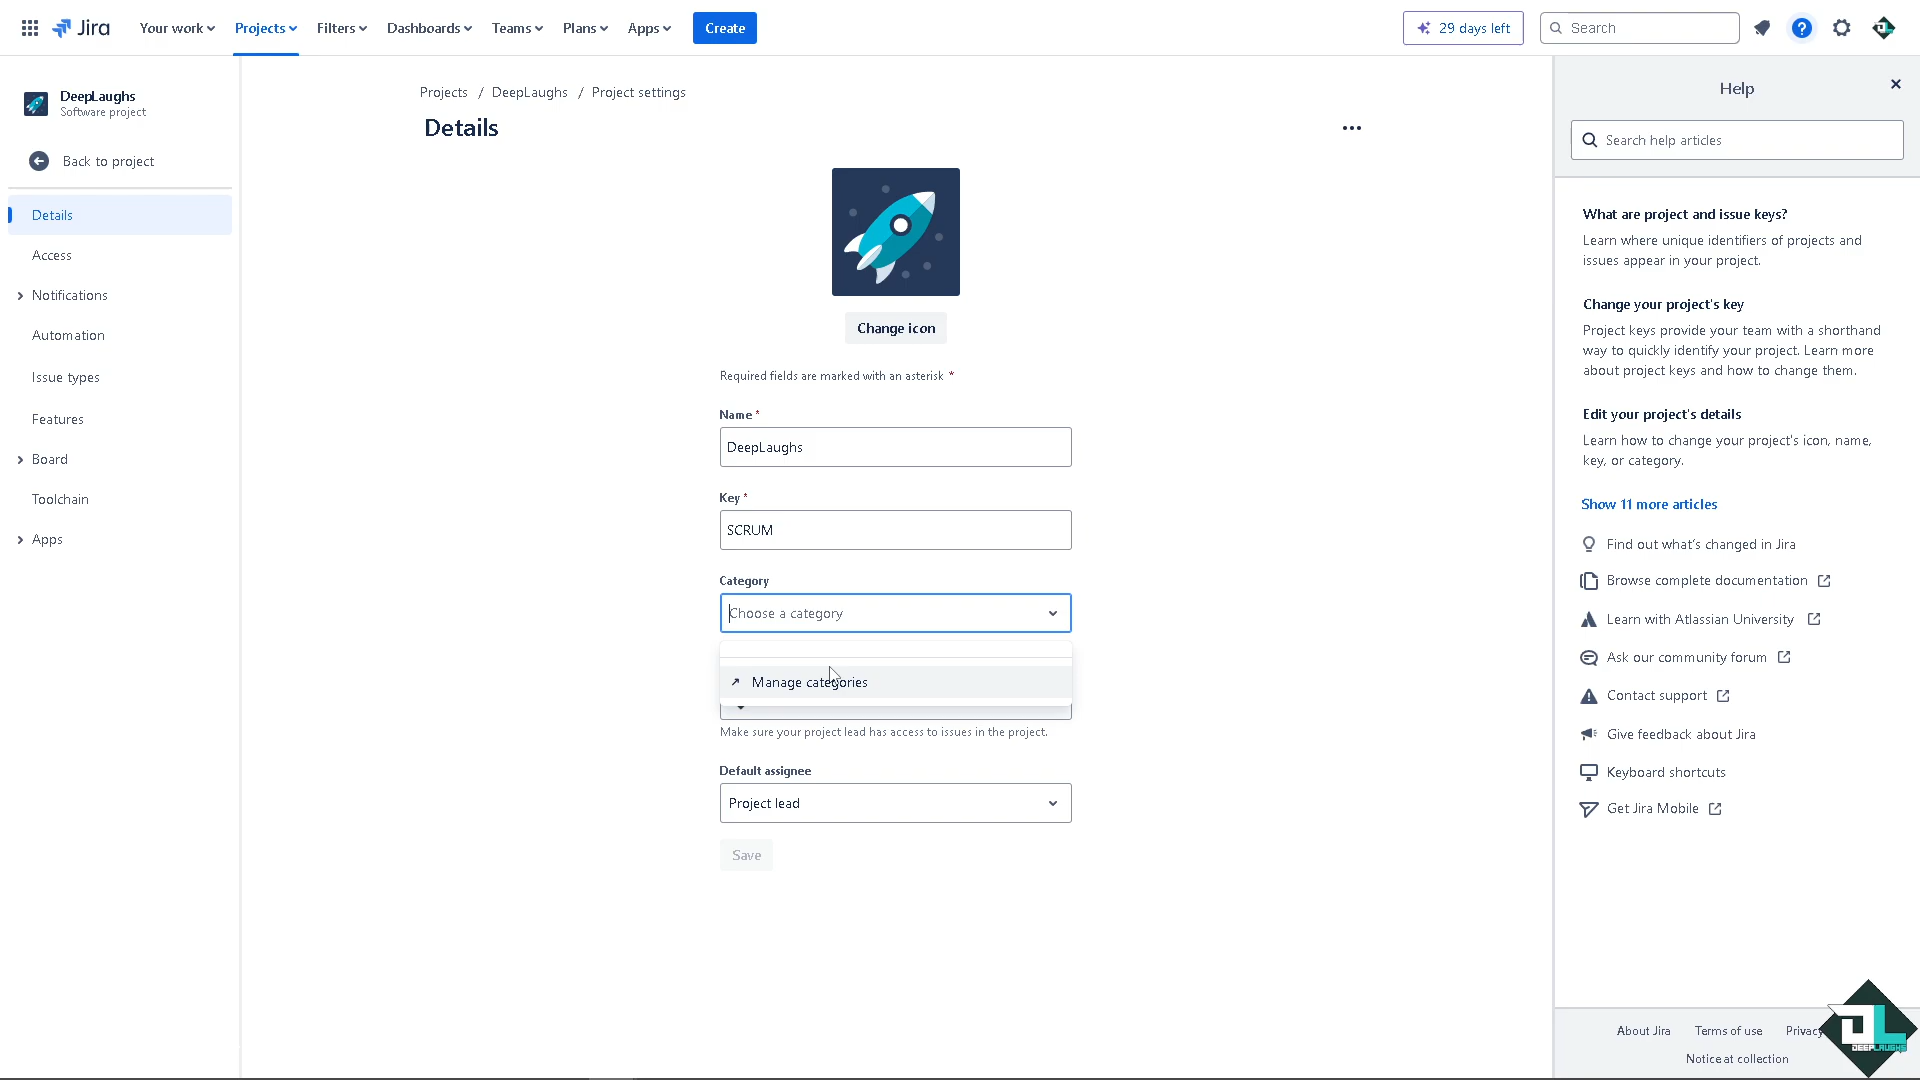 Jira
Your work
Projects
Filters
Dashboards
Teams
Plans
Apps
Create
29 days left
Search
DeepLaughs
Software project
Back to project
Details
Access
Notifications
Automation
Issue types
Features
Board
Toolchain
Apps
Projects / DeepLaughs / Project settings
Details
Change icon
Required fields are marked with an asterisk *
Name *
DeepLaughs
Key *
SCRUM
Category
Choose a category
Manage categories
Make sure your project lead has access to issues in the project.
Default assignee
Project lead
Save
Help
Search help articles
What are project and issue keys?
Learn where unique identifiers of projects and
issues appear in your project.
Change your project's key
Project keys provide your team with a shorthand
way to quickly identify your project. Learn more
about project keys and how to change them.
Edit your project's details
Learn how to change your project's icon, name,
key, or category.
Show 11 more articles
Find out what's changed in Jira
Browse complete documentation
Learn with Atlassian University
Ask our community forum
Contact support
Give feedback about Jira
Keyboard shortcuts
Get Jira Mobile
About Jira
Terms of use
Privacy
Notice at collection
DEEPLAUGHS